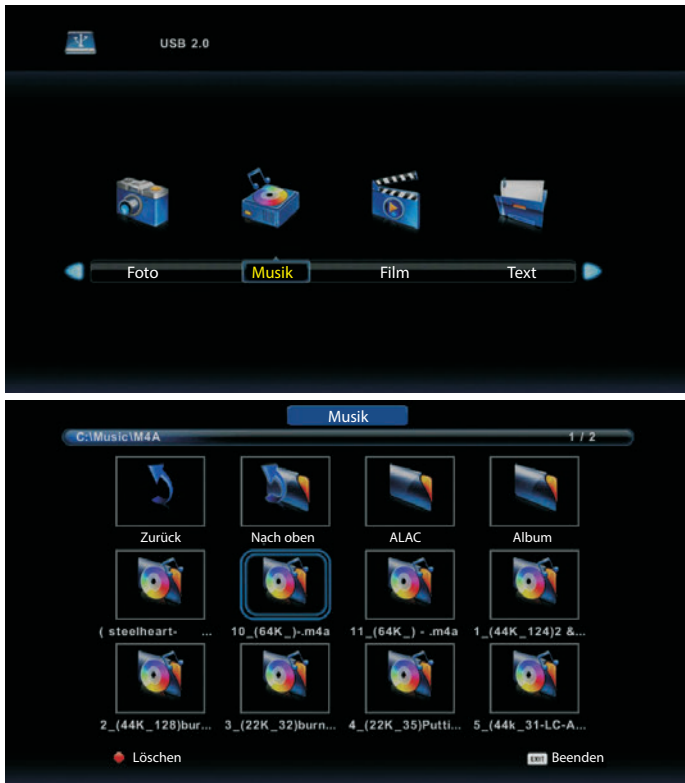 USB 2.0
Foto Musik Film Text
Musik
C:\Music\M4A 1 / 2
Zurück Nach oben ALAC Album
( steelheart- ... 10_(64K_)-.m4a 11_(64K_) - .m4a 1_(44K_124)2 &...
2_(44K_128)bur... 3_(22K_32)burn... 4_(22K_35)Putti... 5_(44k_31-LC-A...
Löschen EXIT Beenden